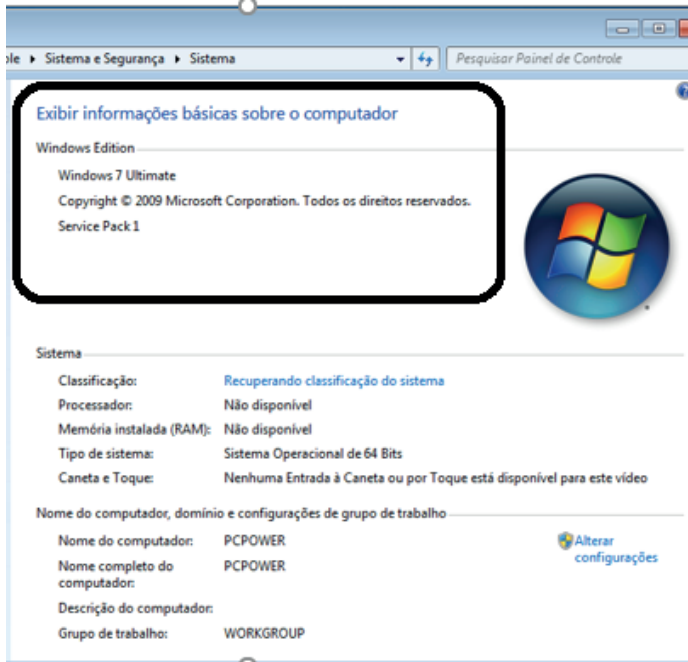 ole ▸ Sistema e Segurança ▸ Sistema
Pesquisar Painel de Controle
Exibir informações básicas sobre o computador
Windows Edition
Windows 7 Ultimate
Copyright © 2009 Microsoft Corporation. Todos os direitos reservados.
Service Pack 1
Sistema
Classificação: Recuperando classificação do sistema
Processador: Não disponível
Memória instalada (RAM): Não disponível
Tipo de sistema: Sistema Operacional de 64 Bits
Caneta e Toque: Nenhuma Entrada à Caneta ou por Toque está disponível para este vídeo
Nome do computador, domínio e configurações de grupo de trabalho
Nome do computador: PCPOWER
Alterar
configurações
Nome completo do
computador: PCPOWER
Descrição do computador:
Grupo de trabalho: WORKGROUP